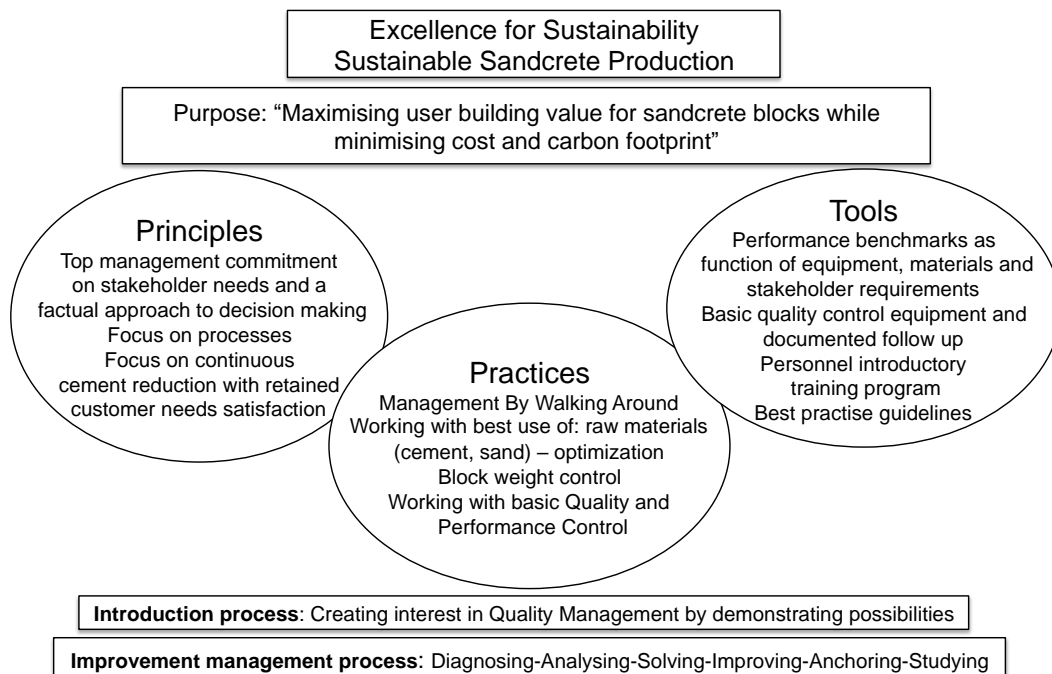 Excellence for Sustainability
Sustainable Sandcrete Production
Purpose: “Maximising user building value for sandcrete blocks while
minimising cost and carbon footprint”
Principles
Top management commitment
on stakeholder needs and a
factual approach to decision making
Focus on processes
Focus on continuous
cement reduction with retained
customer needs satisfaction
Practices
Management By Walking Around
Working with best use of: raw materials
(cement, sand) – optimization
Block weight control
Working with basic Quality and
Performance Control
Tools
Performance benchmarks as
function of equipment, materials and
stakeholder requirements
Basic quality control equipment and
documented follow up
Personnel introductory
training program
Best practise guidelines
Introduction process: Creating interest in Quality Management by demonstrating possibilities
Improvement management process: Diagnosing-Analysing-Solving-Improving-Anchoring-Studying